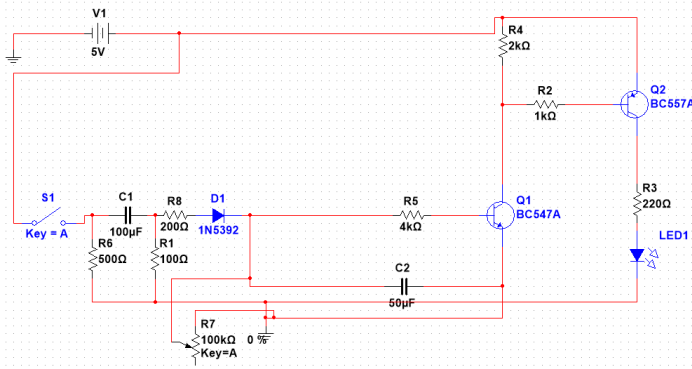 V1
5V
R4
2kΩ
R2
1kΩ
Q2
BC557A
S1
Key = A
C1
100µF
R8
200Ω
D1
1N5392
R5
4kΩ
Q1
BC547A
R3
220Ω
R6
500Ω
R1
100Ω
LED1
C2
50µF
R7
100kΩ
Key=A
0 %